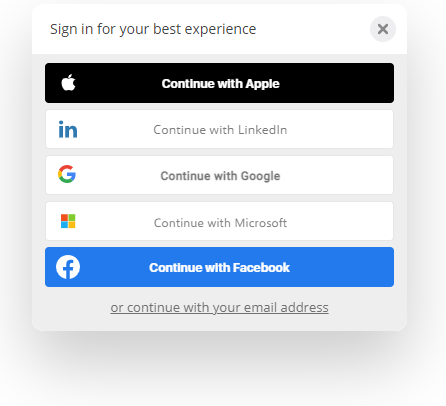 Sign in for your best experience
Continue with Apple
in
Continue with LinkedIn
Continue with Google
Continue with Microsoft
Continue with Facebook
or continue with your email address